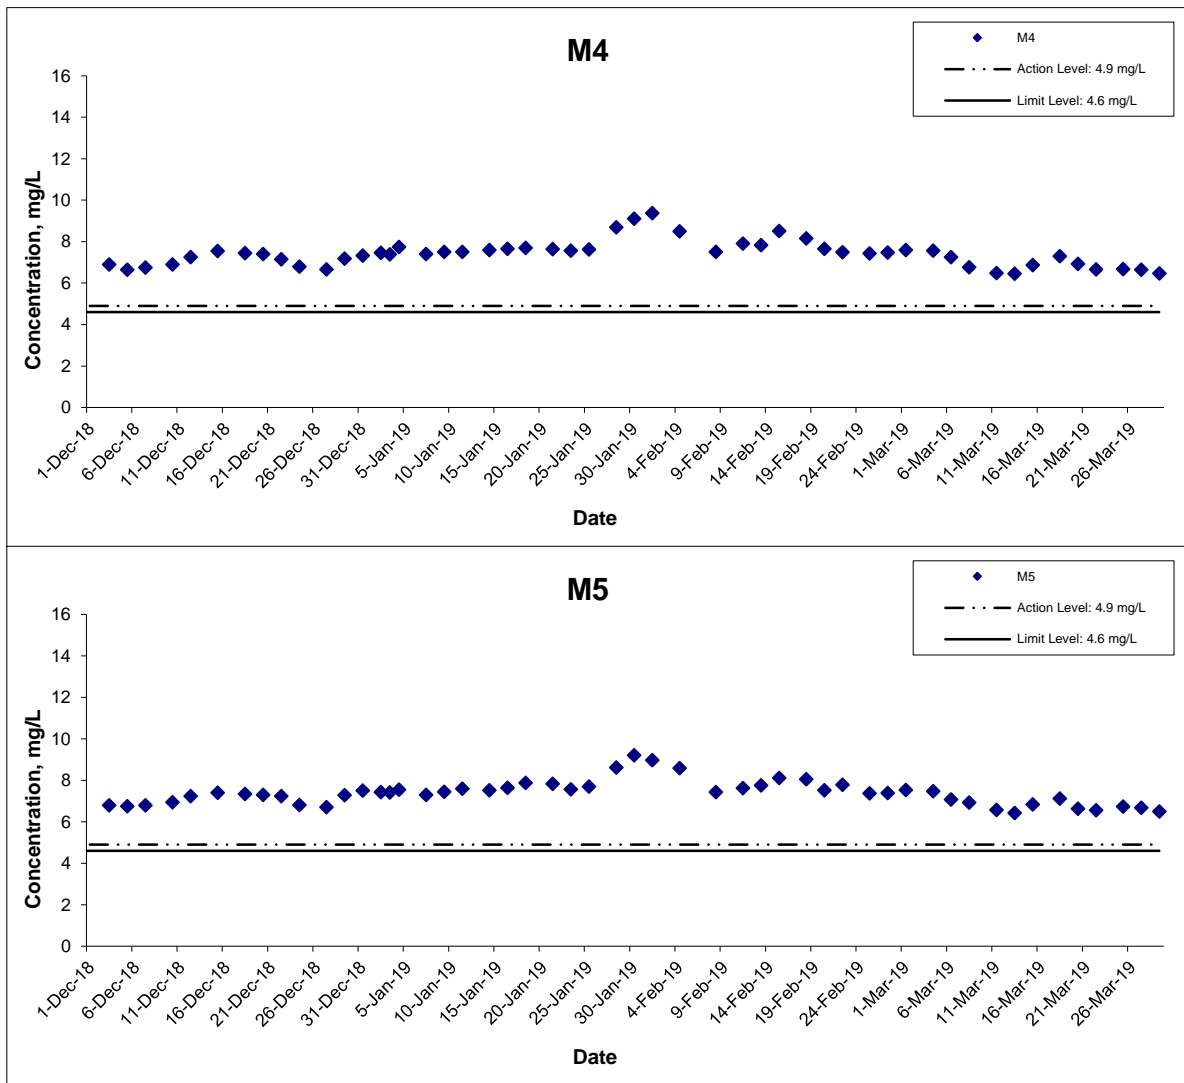 M4
M4
Action Level: 4.9 mg/L
Limit Level: 4.6 mg/L
Concentration, mg/L
16
14
12
10
8
6
4
2
0
1-Dec-18
6-Dec-18
11-Dec-18
16-Dec-18
21-Dec-18
26-Dec-18
31-Dec-18
5-Jan-19
10-Jan-19
15-Jan-19
20-Jan-19
25-Jan-19
30-Jan-19
4-Feb-19
9-Feb-19
14-Feb-19
19-Feb-19
24-Feb-19
1-Mar-19
6-Mar-19
11-Mar-19
16-Mar-19
21-Mar-19
26-Mar-19
Date
M5
M5
Action Level: 4.9 mg/L
Limit Level: 4.6 mg/L
Concentration, mg/L
16
14
12
10
8
6
4
2
0
1-Dec-18
6-Dec-18
11-Dec-18
16-Dec-18
21-Dec-18
26-Dec-18
31-Dec-18
5-Jan-19
10-Jan-19
15-Jan-19
20-Jan-19
25-Jan-19
30-Jan-19
4-Feb-19
9-Feb-19
14-Feb-19
19-Feb-19
24-Feb-19
1-Mar-19
6-Mar-19
11-Mar-19
16-Mar-19
21-Mar-19
26-Mar-19
Date